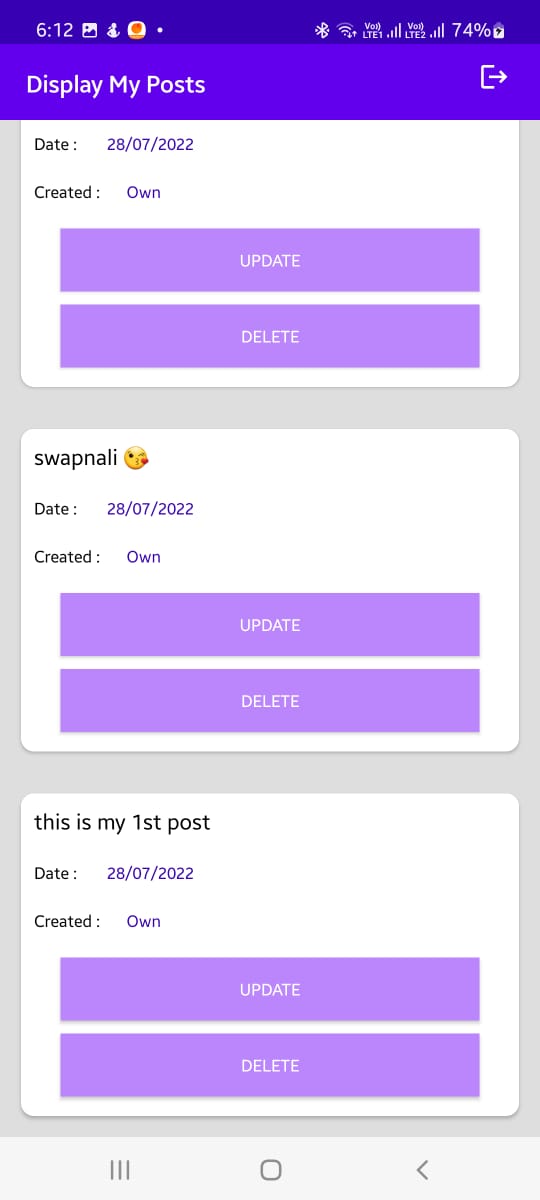 6:12 Vo)) LTE1 Vo)) LTE2 74%
Display My Posts
Date : 28/07/2022
Created : Own
UPDATE
DELETE
swapnali 😘
Date : 28/07/2022
Created : Own
UPDATE
DELETE
this is my 1st post
Date : 28/07/2022
Created : Own
UPDATE
DELETE